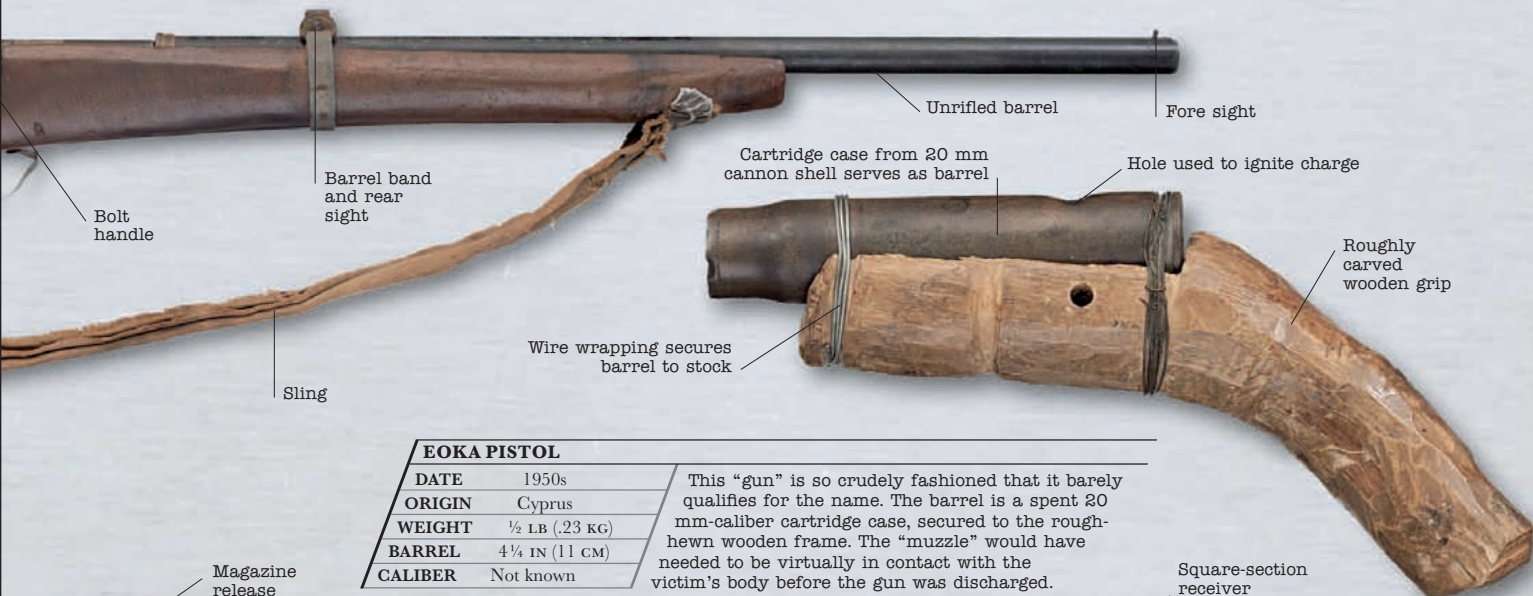 Unrifled barrel
Fore sight
Cartridge case from 20 mm
cannon shell serves as barrel
Hole used to ignite charge
Barrel band
and rear
sight
Bolt
handle
Roughly
carved
wooden grip
Wire wrapping secures
barrel to stock
Sling
EOKA PISTOL
DATE 1950s
ORIGIN Cyprus
WEIGHT ½ LB (.23 KG)
BARREL 4¼ IN (11 CM)
CALIBER Not known
This “gun” is so crudely fashioned that it barely
qualifies for the name. The barrel is a spent 20
mm-caliber cartridge case, secured to the rough-
hewn wooden frame. The “muzzle” would have
needed to be virtually in contact with the
victim’s body before the gun was discharged.
Magazine
release
Square-section
receiver